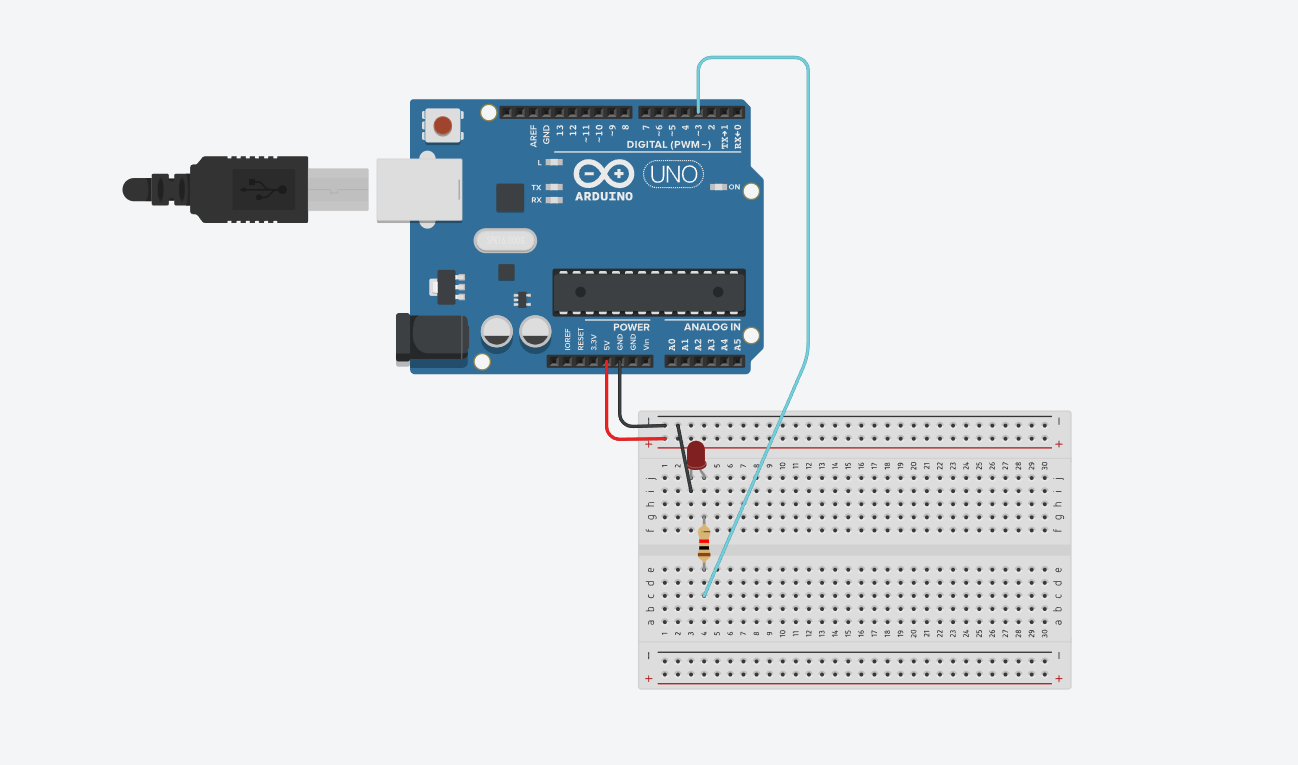 AREF
GND
13
12
~11
~10
~9
8
7
~6
~5
4
~3
2
TX→1
RX←0
DIGITAL (PWM~)
L
TX
RX
ARDUINO
UNO
ON
POWER
ANALOG IN
IOREF
RESET
3.3V
5V
GND
GND
Vin
A0
A1
A2
A3
A4
A5
1 2 5 6 7 8 9 10 11 12 13 14 15 16 17 18 19 20 21 22 23 24 25 26 27 28 29 30
j j
i i
h h
g g
f f
e e
d d
c c
b b
a a
1 2 3 4 5 6 7 8 9 10 11 12 13 14 15 16 17 18 19 20 21 22 23 24 25 26 27 28 29 30